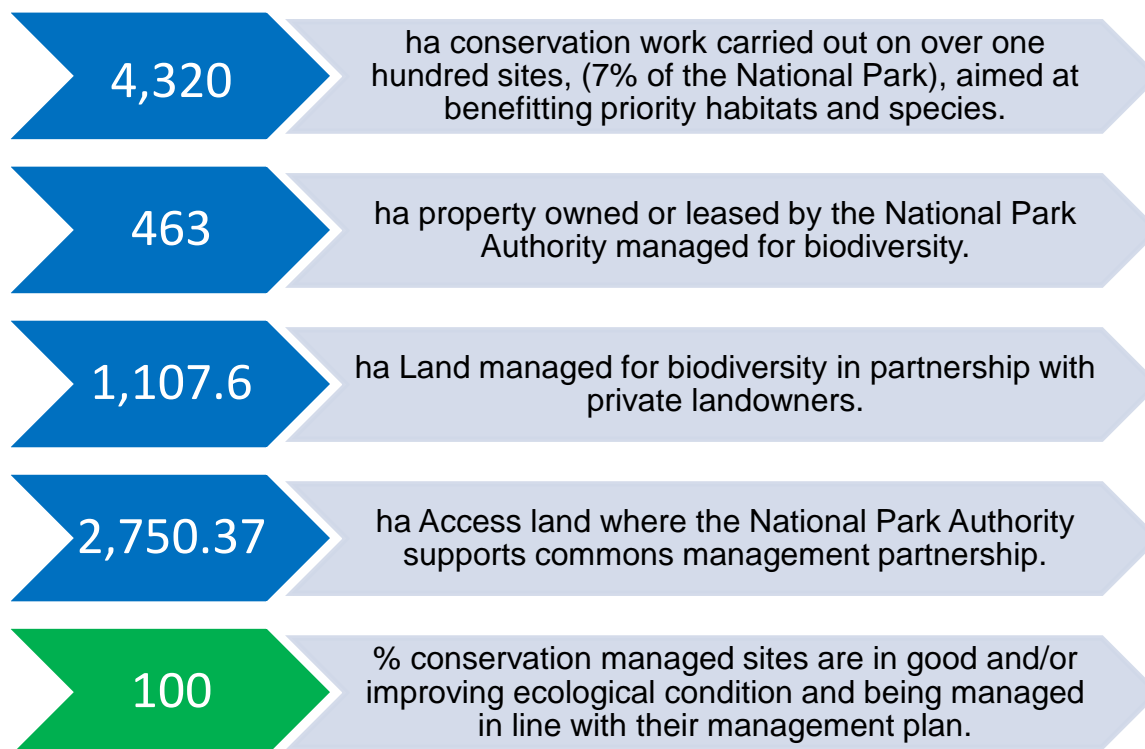 4,320
ha conservation work carried out on over one
hundred sites, (7% of the National Park), aimed at
benefitting priority habitats and species.
463
ha property owned or leased by the National Park
Authority managed for biodiversity.
1,107.6
ha Land managed for biodiversity in partnership with
private landowners.
2,750.37
ha Access land where the National Park Authority
supports commons management partnership.
100
% conservation managed sites are in good and/or
improving ecological condition and being managed
in line with their management plan.